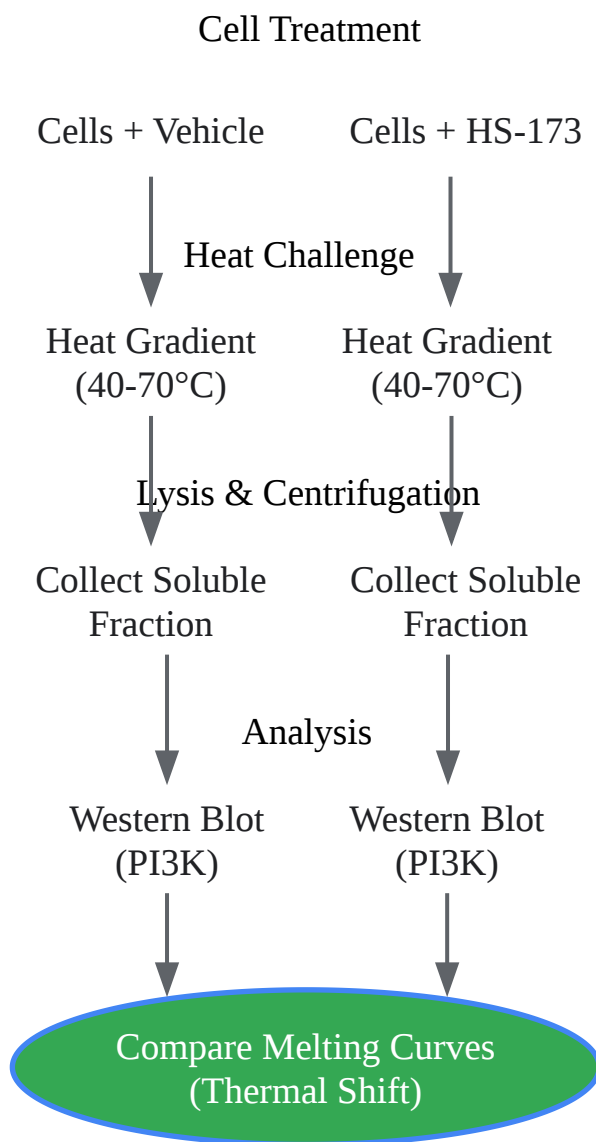 Cell Treatment
Cells + Vehicle
Cells + HS-173
Heat Challenge
Heat Gradient
(40-70°C)
Heat Gradient
(40-70°C)
Lysis & Centrifugation
Collect Soluble
Fraction
Collect Soluble
Fraction
Analysis
Western Blot
(PI3K)
Western Blot
(PI3K)
Compare Melting Curves
(Thermal Shift)